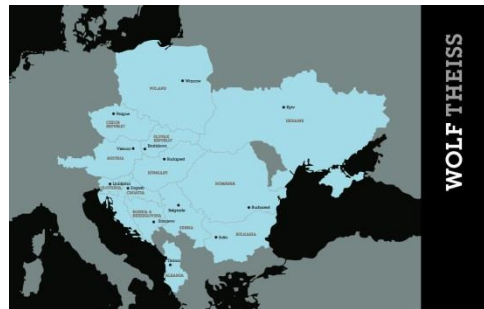 POLAND
Warsaw
Kyiv
UKRAINE
Prague
CZECH
REPUBLIC
SLOVAK
REPUBLIC
Bratislava
Vienna
AUSTRIA
Budapest
HUNGARY
Ljubljana
SLOVENIA
Zagreb
CROATIA
ROMANIA
BOSNIA &
HERZEGOVINA
Belgrade
Bucharest
Sarajevo
SERBIA
Sofia
BULGARIA
Tirana
ALBANIA
WOLF THEISS